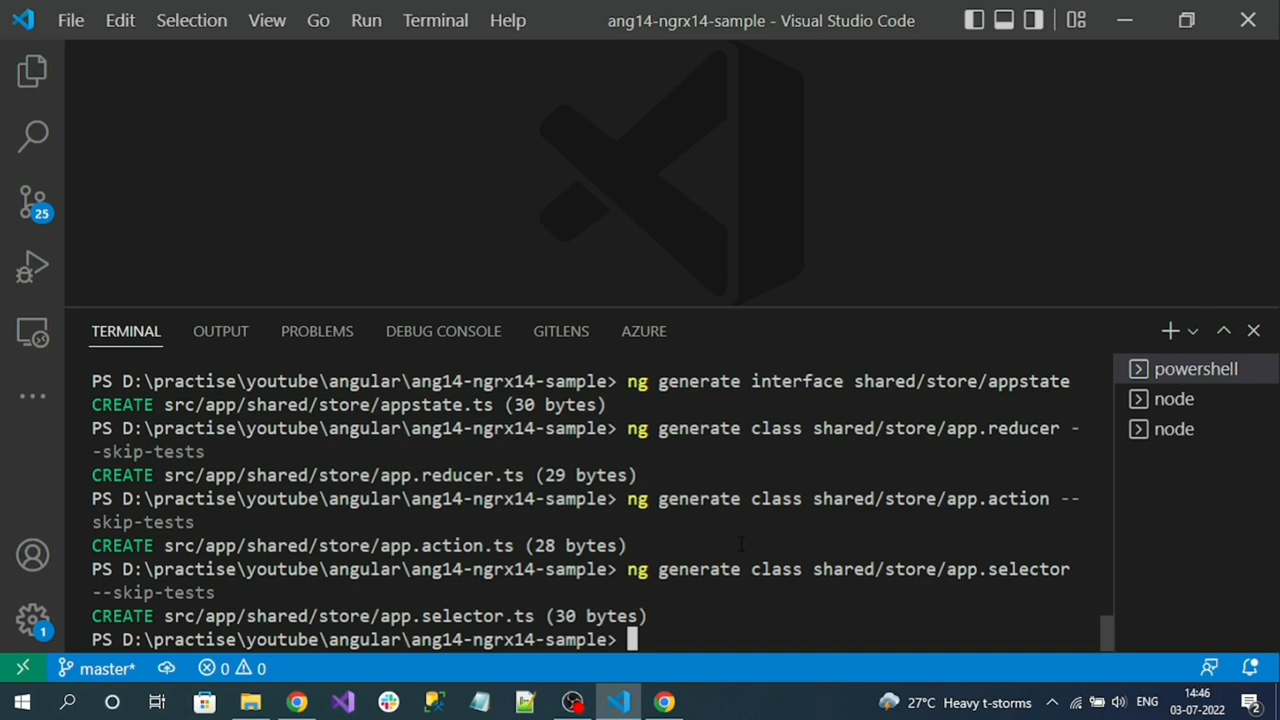 File Edit Selection View Go Run Terminal Help ang14-ngrx14-sample - Visual Studio Code
25
TERMINAL OUTPUT PROBLEMS DEBUG CONSOLE GITLENS AZURE
PS D:\practise\youtube\angular\ang14-ngrx14-sample> ng generate interface shared/store/appstate
CREATE src/app/shared/store/appstate.ts (30 bytes)
PS D:\practise\youtube\angular\ang14-ngrx14-sample> ng generate class shared/store/app.reducer -
-skip-tests
CREATE src/app/shared/store/app.reducer.ts (29 bytes)
PS D:\practise\youtube\angular\ang14-ngrx14-sample> ng generate class shared/store/app.action --
skip-tests
CREATE src/app/shared/store/app.action.ts (28 bytes)
PS D:\practise\youtube\angular\ang14-ngrx14-sample> ng generate class shared/store/app.selector
--skip-tests
CREATE src/app/shared/store/app.selector.ts (30 bytes)
PS D:\practise\youtube\angular\ang14-ngrx14-sample>
powershell
node
node
1
master* 0 0
27°C Heavy t-storms ENG 14:46
03-07-2022 2